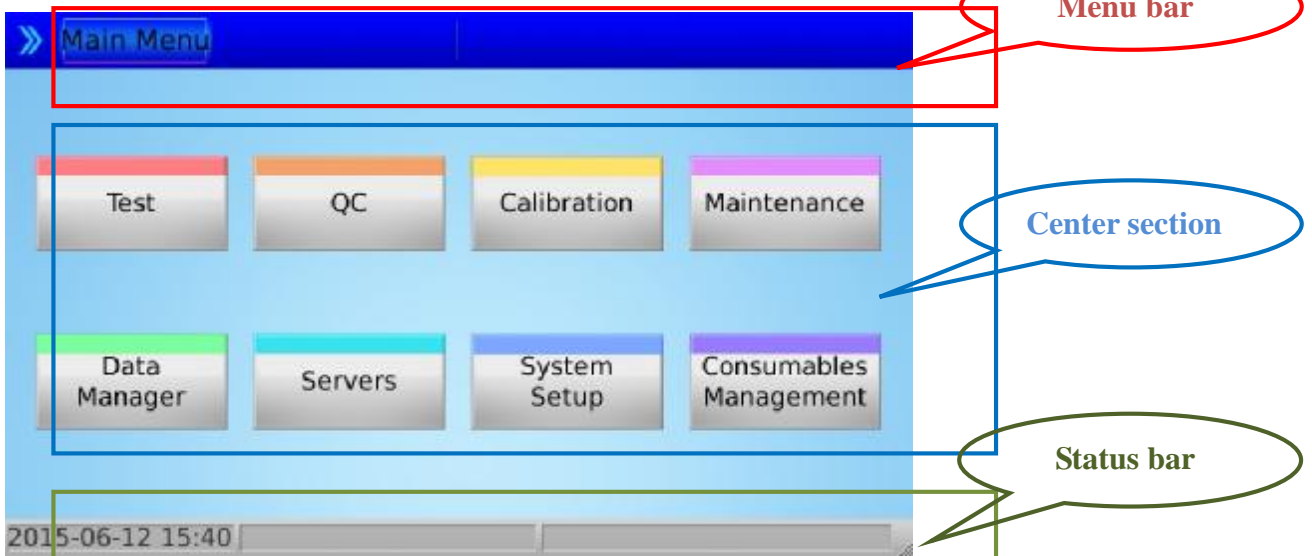 Menu bar
Main Menu
Test
QC
Calibration
Maintenance
Center section
Data
Manager
Servers
System
Setup
Consumables
Management
Status bar
2015-06-12 15:40